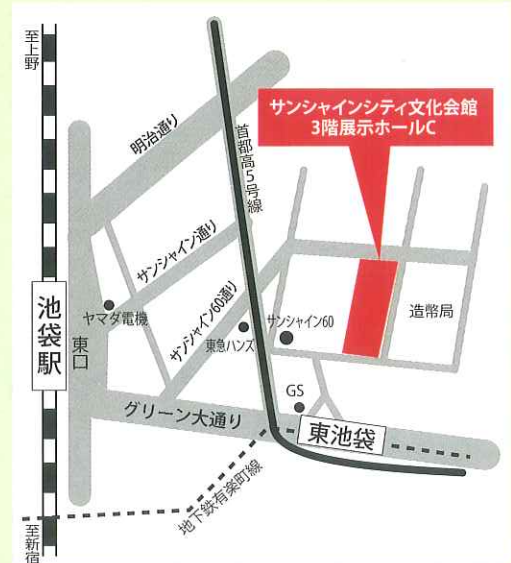 至上野
明治通り
首都高5号線
サンシャインシティ文化会館
3階展示ホールC
サンシャイン通り
サンシャイン60通り
ヤマダ電機
東急ハンズ
サンシャイン60
造幣局
池袋駅
東口
GS
グリーン大通り
東池袋
地下鉄有楽町線
至新宿